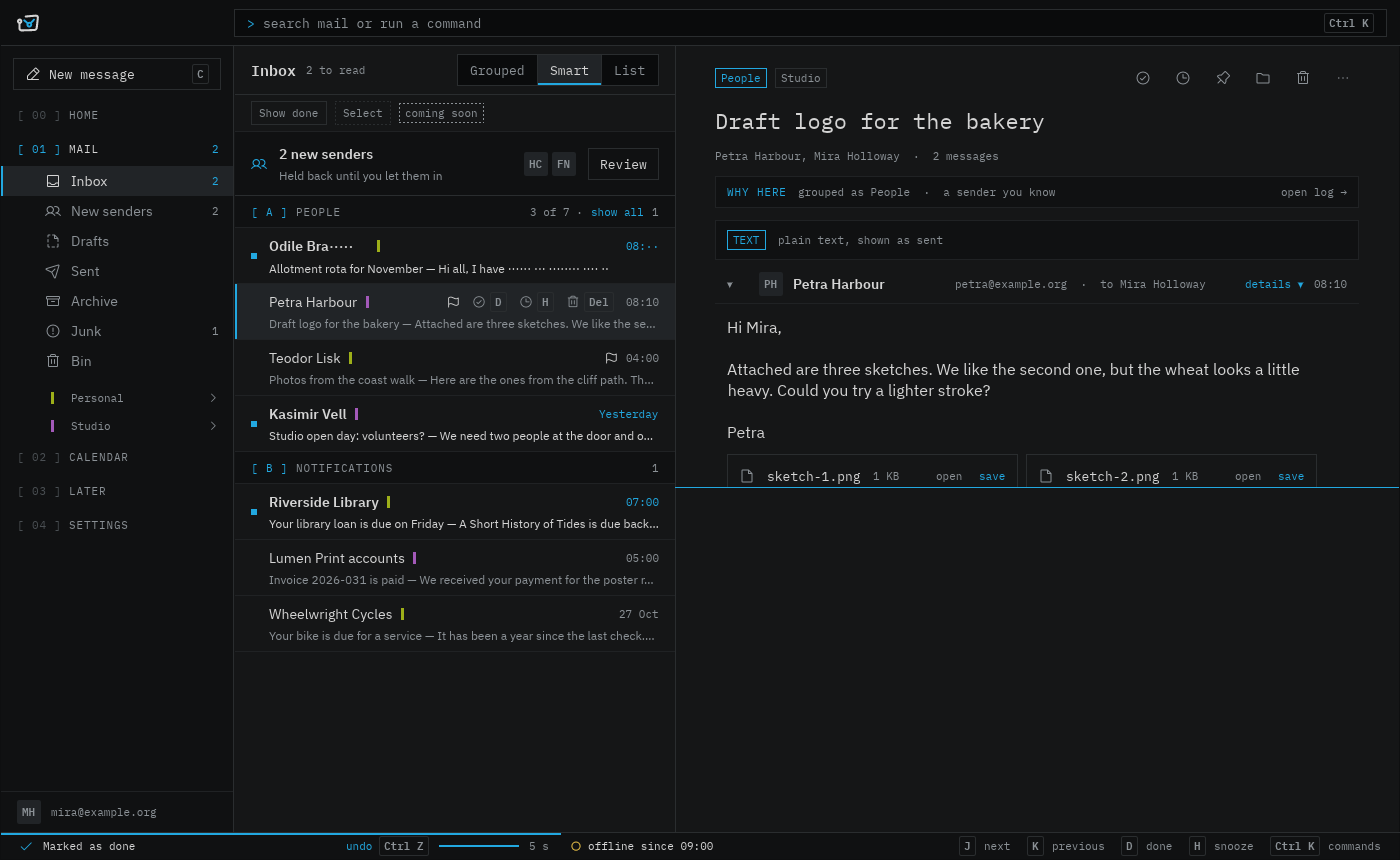 > search mail or run a command Ctrl K
New message C
[ 00 ] HOME
[ 01 ] MAIL 2
Inbox 2
New senders 2
Drafts
Sent
Archive
Junk 1
Bin
Personal
Studio
[ 02 ] CALENDAR
[ 03 ] LATER
[ 04 ] SETTINGS
MH mira@example.org
Inbox 2 to read Grouped Smart List
Show done Select coming soon
2 new senders
Held back until you let them in
HC FN Review
[ A ] PEOPLE 3 of 7 · show all 1
Odile Bra····· 08:··
Allotment rota for November — Hi all, I have ······ ··· ········ ···· ··
Petra Harbour D H Del 08:10
Draft logo for the bakery — Attached are three sketches. We like the se…
Teodor Lisk 04:00
Photos from the coast walk — Here are the ones from the cliff path. Th…
Kasimir Vell Yesterday
Studio open day: volunteers? — We need two people at the door and o…
[ B ] NOTIFICATIONS 1
Riverside Library 07:00
Your library loan is due on Friday — A Short History of Tides is due back…
Lumen Print accounts 05:00
Invoice 2026-031 is paid — We received your payment for the poster r…
Wheelwright Cycles 27 Oct
Your bike is due for a service — It has been a year since the last check.…
People Studio
Draft logo for the bakery
Petra Harbour, Mira Holloway · 2 messages
WHY HERE grouped as People · a sender you know open log →
TEXT plain text, shown as sent
▾ PH Petra Harbour petra@example.org · to Mira Holloway details ▾ 08:10
Hi Mira,
Attached are three sketches. We like the second one, but the wheat looks a little
heavy. Could you try a lighter stroke?
Petra
sketch-1.png 1 KB open save sketch-2.png 1 KB open save
Marked as done undo Ctrl Z 5 s offline since 09:00 J next K previous D done H snooze Ctrl K commands